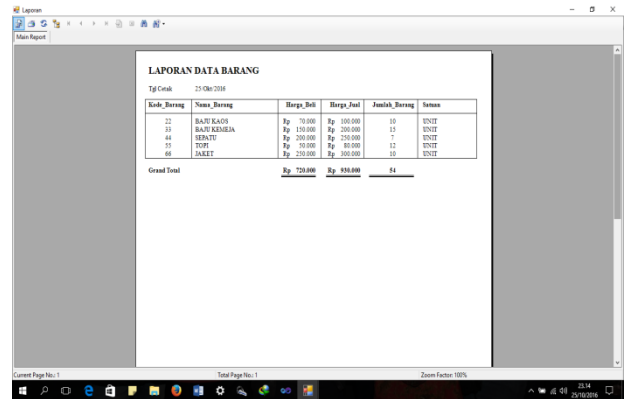 Laporan
Main Report
LAPORAN DATA BARANG
Tgl Cetak 25/Okt/2016
Kode_Barang Nama_Barang Harga_Beli Harga_Jual Jumlah_Barang Satuan
22 BAJU KAOS Rp 70.000 Rp 100.000 10 UNIT
33 BAJU KEMEJA Rp 150.000 Rp 200.000 15 UNIT
44 SEPATU Rp 200.000 Rp 250.000 7 UNIT
55 TOPI Rp 50.000 Rp 80.000 12 UNIT
66 JAKET Rp 250.000 Rp 300.000 10 UNIT
Grand Total Rp 720.000 Rp 930.000 54
Current Page No.: 1 Total Page No.: 1 Zoom Factor: 100%
23.14
25/10/2016